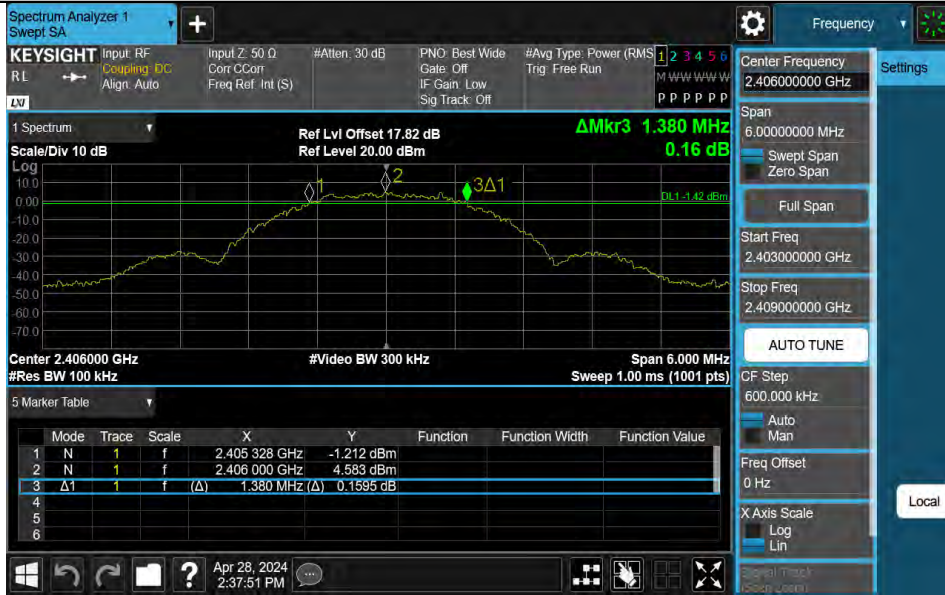 Spectrum Analyzer 1
Swept SA
+
Frequency
KEYSIGHT Input: RF Input Z: 50 Ω #Atten: 30 dB PNO: Best Wide #Avg Type: Power (RMS 1 2 3 4 5 6
RL Coupling: DC Corr CCorr Gate: Off Trig: Free Run
Align: Auto Freq Ref: Int (S) IF Gain: Low M W W W W W
LXI Sig Track: Off P P P P P P
1 Spectrum
Scale/Div 10 dB
Ref Lvl Offset 17.82 dB
Ref Level 20.00 dBm
ΔMkr3 1.380 MHz
0.16 dB
Log
10.0
0.00
-10.0
-20.0
-30.0
-40.0
-50.0
-60.0
-70.0
1
2
3Δ1
DL1 -1.42 dBm
Center 2.406000 GHz #Video BW 300 kHz Span 6.000 MHz
#Res BW 100 kHz Sweep 1.00 ms (1001 pts)
5 Marker Table
Mode Trace Scale X Y Function Function Width Function Value
1 N 1 f 2.405 328 GHz -1.212 dBm
2 N 1 f 2.406 000 GHz 4.583 dBm
3 Δ1 1 f (Δ) 1.380 MHz (Δ) 0.1595 dB
4
5
6
?
Apr 28, 2024
2:37:51 PM
Center Frequency
2.406000000 GHz
Span
6.00000000 MHz
Swept Span
Zero Span
Full Span
Start Freq
2.403000000 GHz
Stop Freq
2.409000000 GHz
AUTO TUNE
CF Step
600.000 kHz
Auto
Man
Freq Offset
0 Hz
X Axis Scale
Log
Lin
Signal Track
(Span Zoom)
Settings
Local